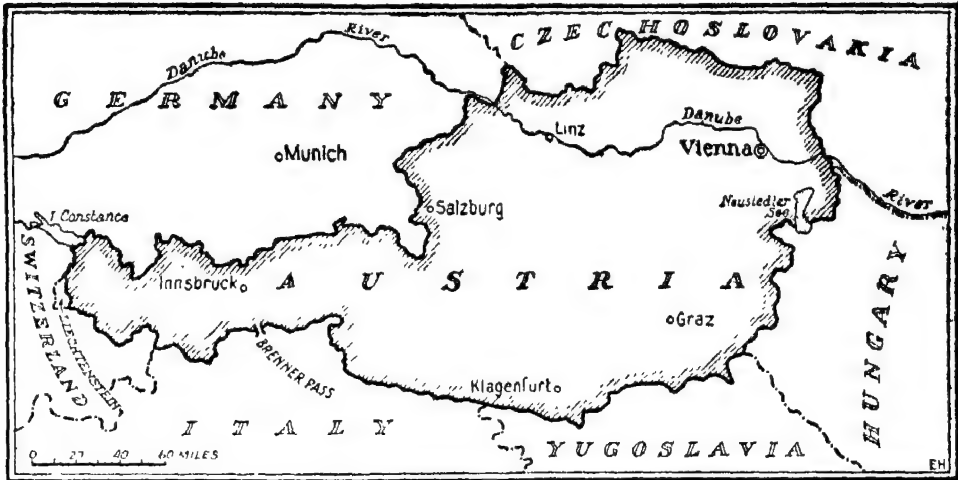 CZECHOSLOVAKIA
River
Danube
GERMANY
Linz
Danube
Munich
Vienna
Salzburg
Neusiedler
See
River
L Constance
SWITZERLAND
LIECHTENSTEIN
Innsbruck
AUSTRIA
Graz
HUNGARY
BRENNER PASS
Klagenfurt
ITALY
YUGOSLAVIA
0 20 40 60 MILES
EH